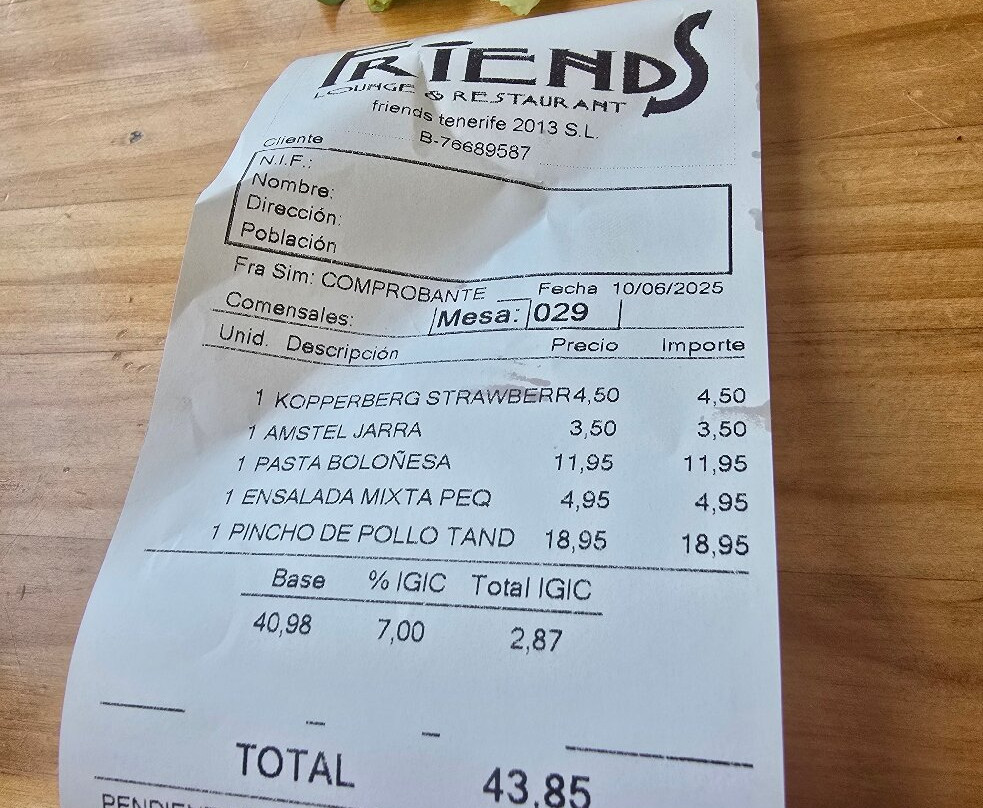 FRIENDS
LOUNGE & RESTAURANT
friends tenerife 2013 S.L.
B-76689587
Cliente
N.I.F.:
Nombre:
Dirección:
Población
Fra Sim: COMPROBANTE Fecha 10/06/2025
Comensales: Mesa: 029
Unid. Descripción Precio Importe
1 KOPPERBERG STRAWBERR 4,50 4,50
1 AMSTEL JARRA 3,50 3,50
1 PASTA BOLOÑESA 11,95 11,95
1 ENSALADA MIXTA PEQ 4,95 4,95
1 PINCHO DE POLLO TAND 18,95 18,95
Base % IGIC Total IGIC
40,98 7,00 2,87
TOTAL 43,85